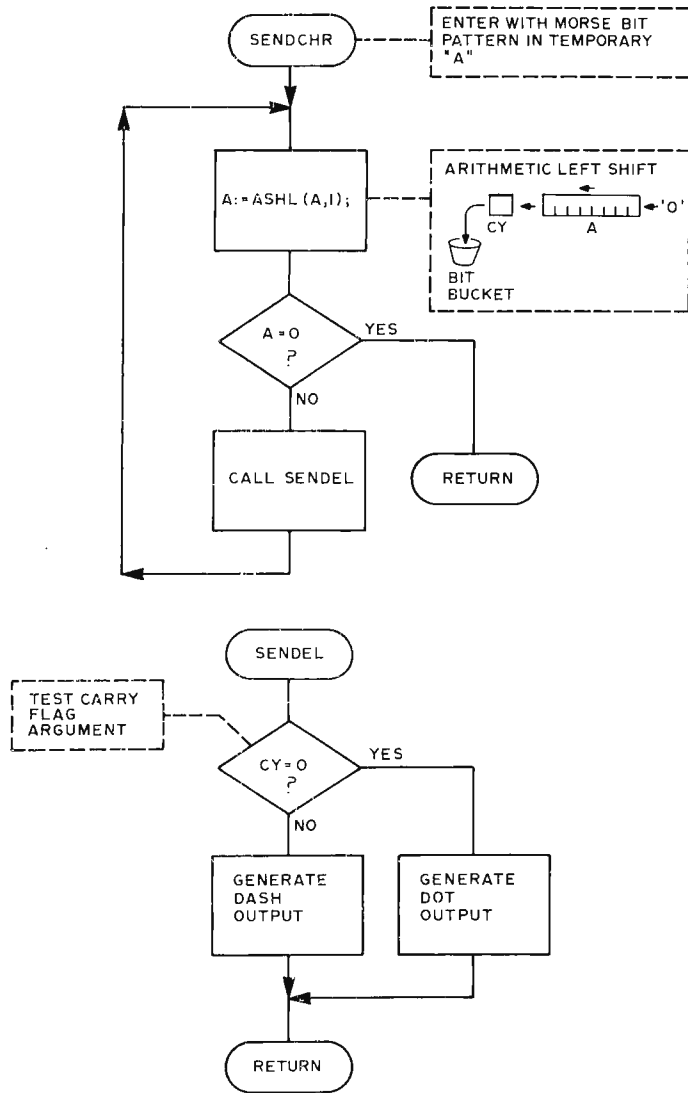 SENDCHR
ENTER WITH MORSE BIT
PATTERN IN TEMPORARY
"A"
A:= ASHL (A,1);
ARITHMETIC LEFT SHIFT
CY
A
'0'
BIT
BUCKET
A=0
?
YES
NO
CALL SENDEL
RETURN
SENDEL
TEST CARRY
FLAG
ARGUMENT
CY=0
?
YES
NO
GENERATE
DASH
OUTPUT
GENERATE
DOT
OUTPUT
RETURN